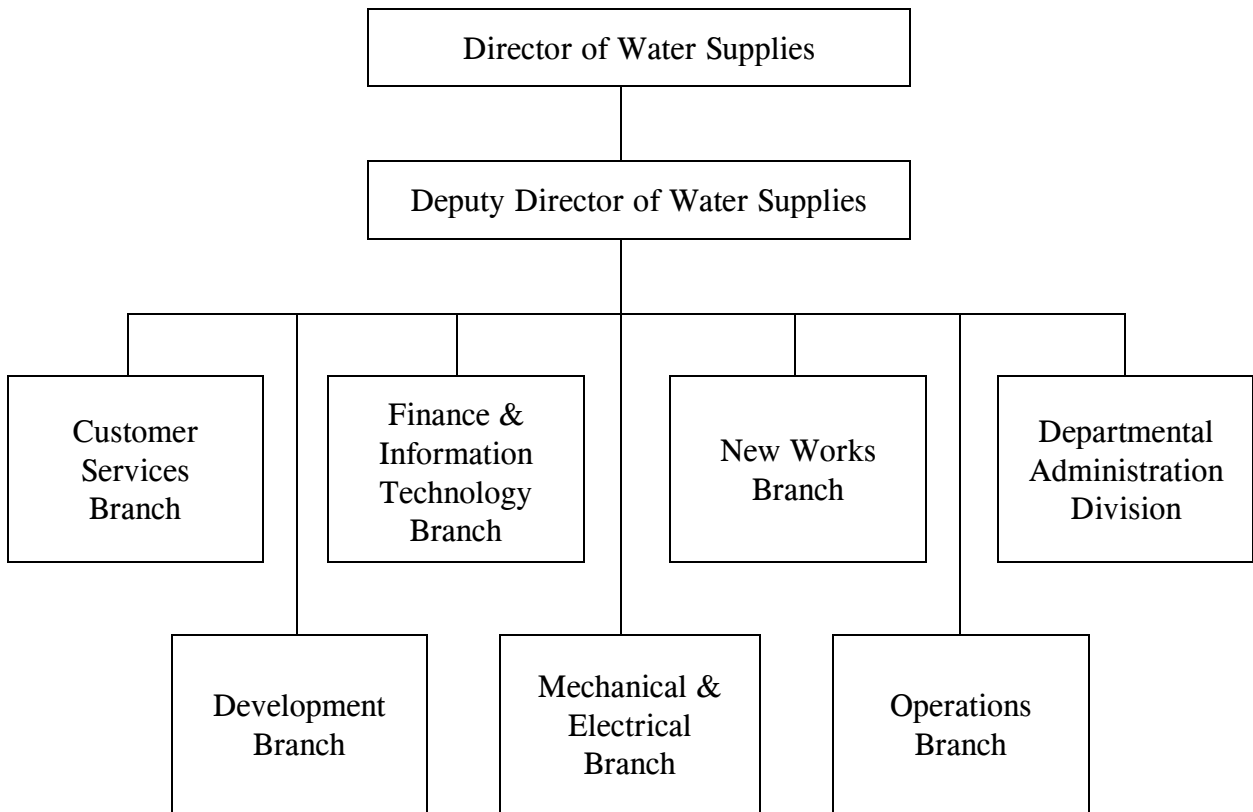 Director of Water Supplies
Deputy Director of Water Supplies
Customer
Services
Branch
Finance &
Information
Technology
Branch
New Works
Branch
Departmental
Administration
Division
Development
Branch
Mechanical &
Electrical
Branch
Operations
Branch